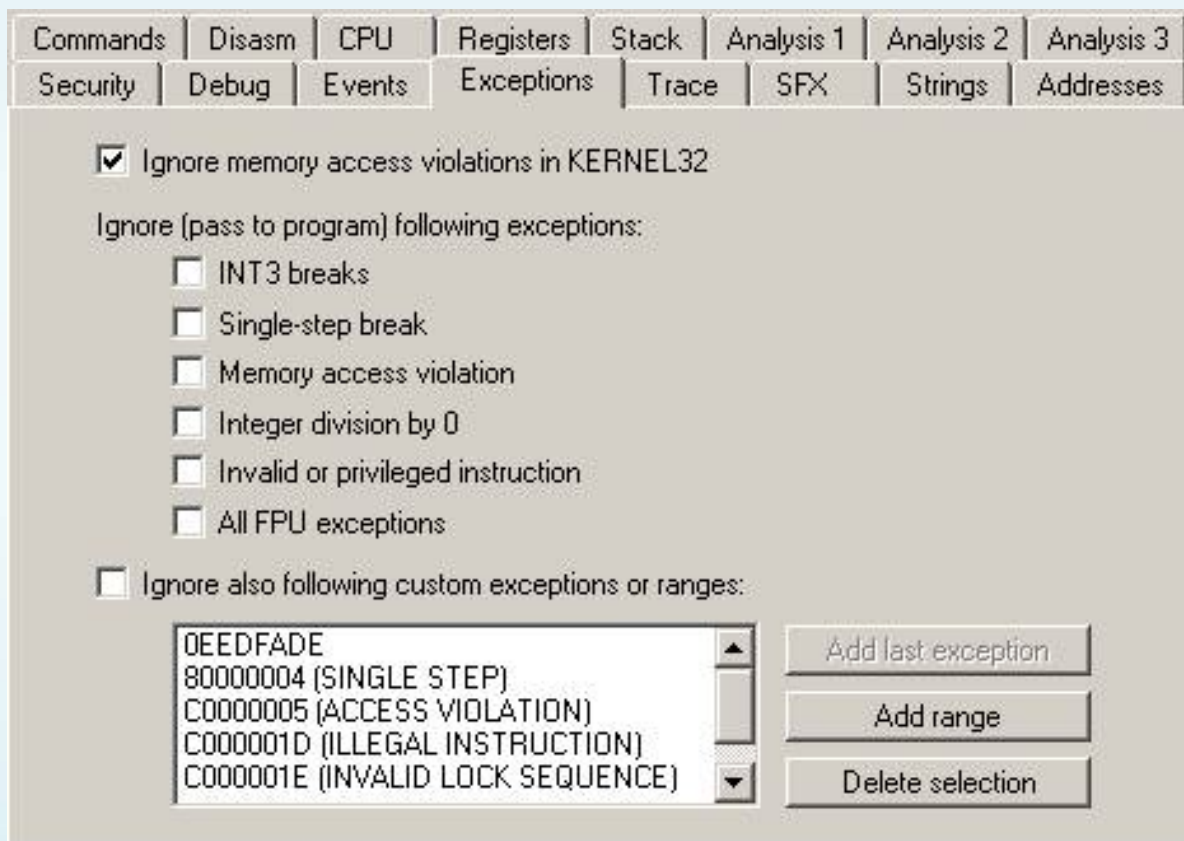 Commands Disasm CPU Registers Stack Analysis 1 Analysis 2 Analysis 3
Security Debug Events Exceptions Trace SFX Strings Addresses
Ignore memory access violations in KERNEL32
Ignore (pass to program) following exceptions:
INT3 breaks
Single-step break
Memory access violation
Integer division by 0
Invalid or privileged instruction
All FPU exceptions
Ignore also following custom exceptions or ranges:
0EEDFADE
80000004 (SINGLE STEP)
C0000005 (ACCESS VIOLATION)
C000001D (ILLEGAL INSTRUCTION)
C000001E (INVALID LOCK SEQUENCE)
Add last exception
Add range
Delete selection